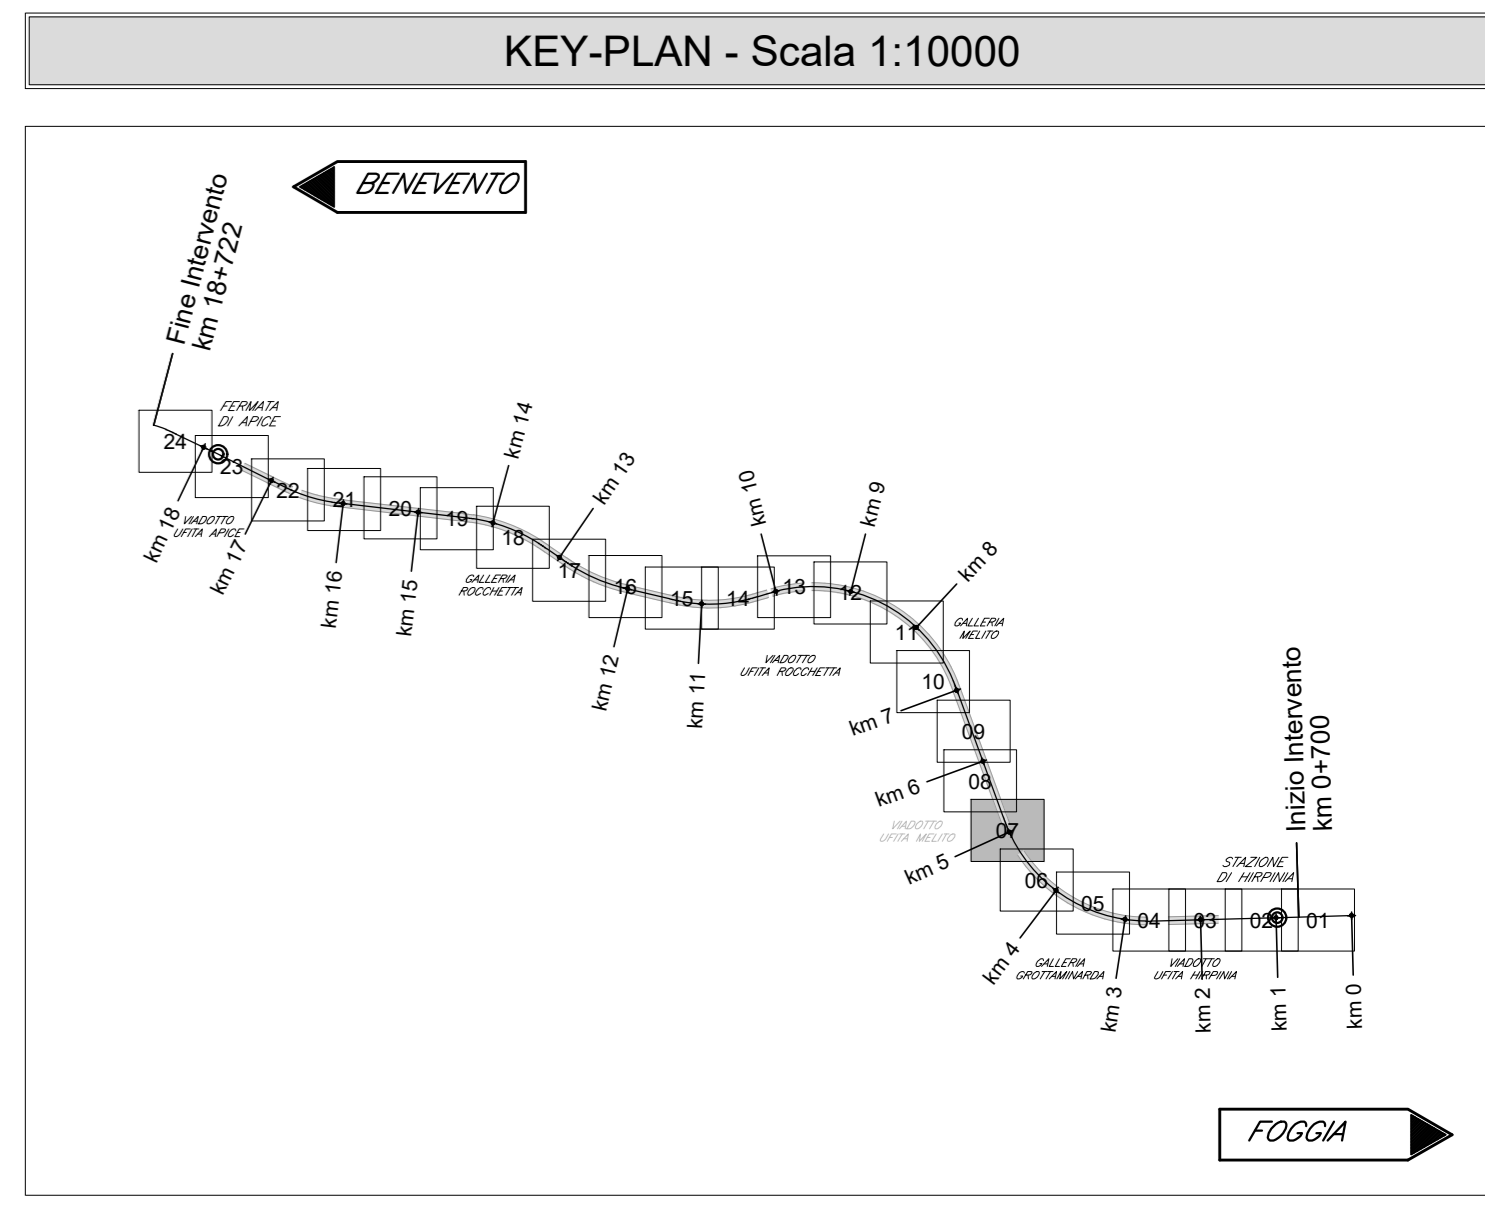 KEY-PLAN - Scala 1:10000
BENEVENTO
Fine Intervento
km 18+722
FERMATA
DI APICE
24
23
22
21
20
19
18
17
16
15
14
13
12
11
10
09
08
07
06
05
04
03
02
01
km 18
VIADOTTO
UFITA APICE
km 17
km 16
km 15
km 14
GALLERIA
ROCCHETTA
km 13
km 12
km 11
VIADOTTO
UFITA ROCCHETTA
km 10
km 9
km 8
GALLERIA
MELITO
km 7
km 6
VIADOTTO
UFITA MELITO
km 5
km 4
GALLERIA
GROTTAMINARDA
km 3
VIADOTTO
UFITA HIRPINIA
km 2
STAZIONE
DI HIRPINIA
km 1
Inizio Intervento
km 0+700
km 0
FOGGIA